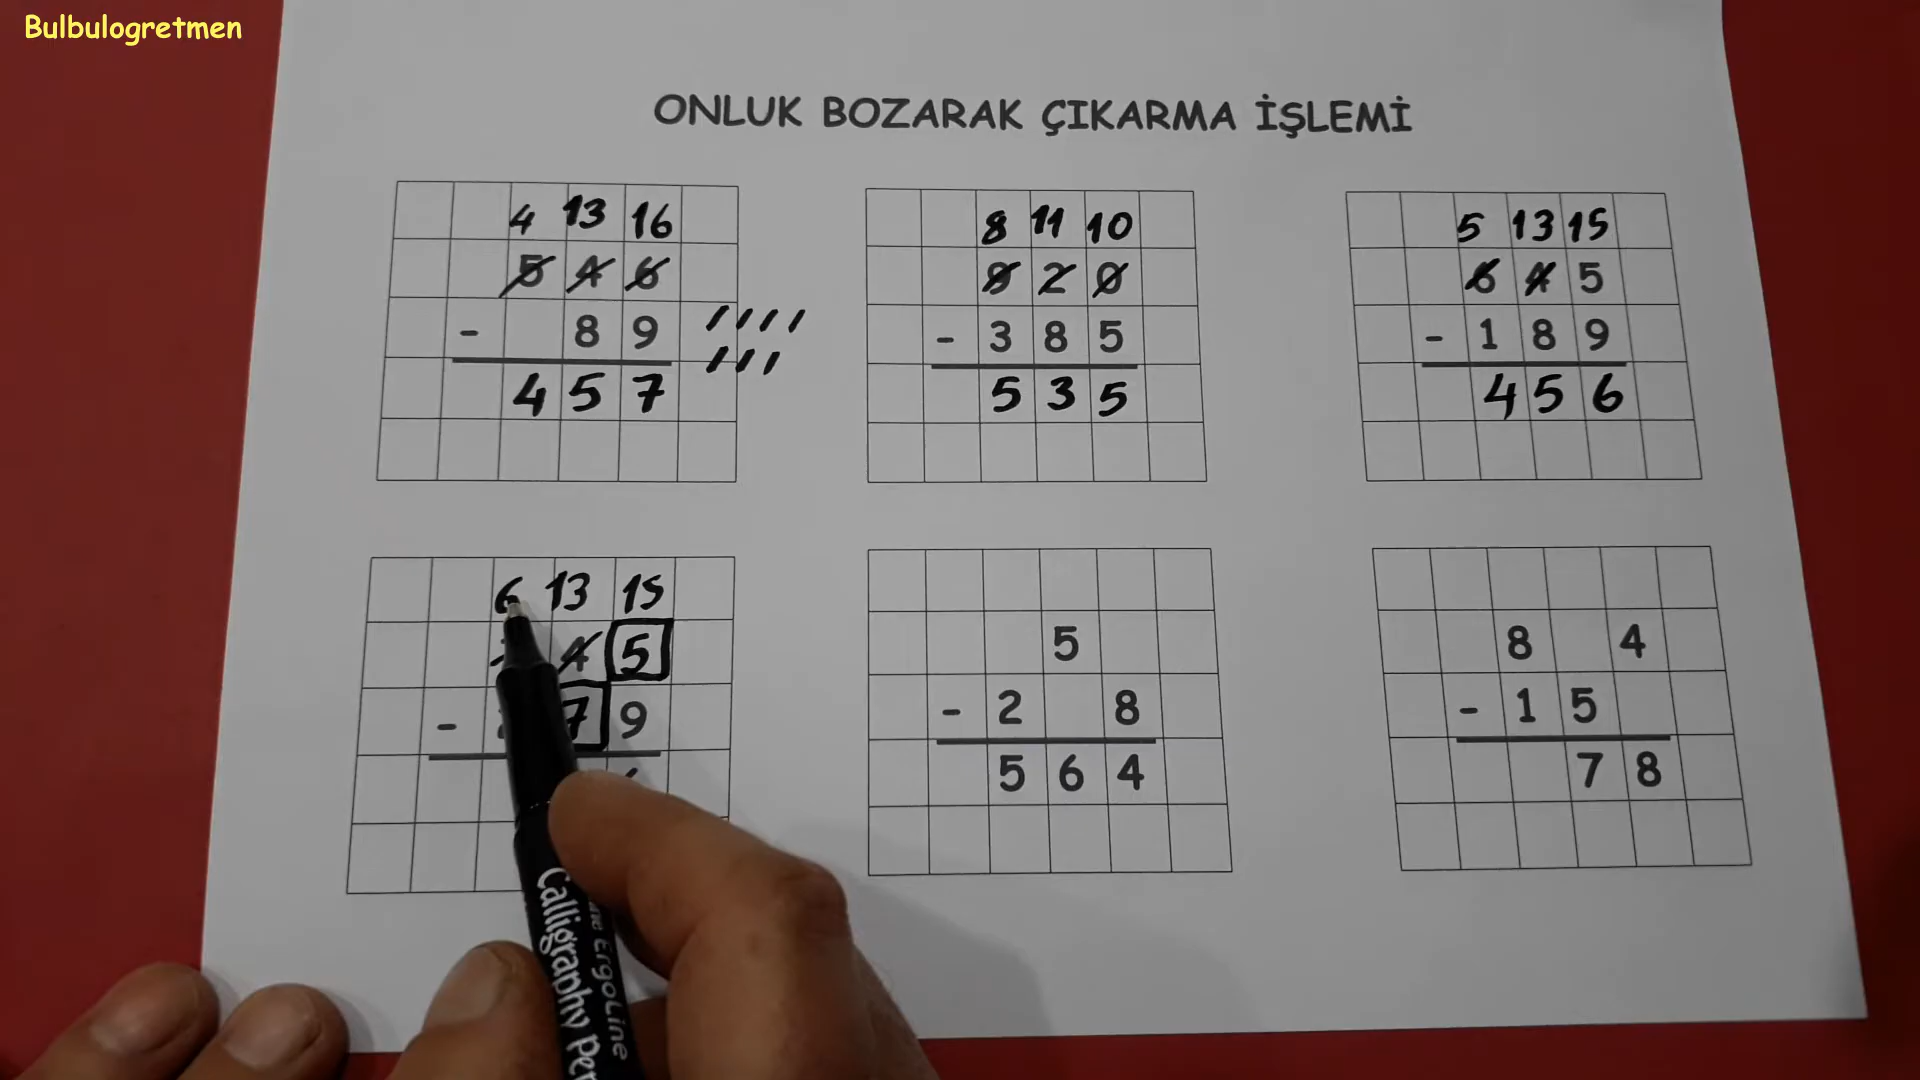 Bulbulogretmen
ONLUK BOZARAK ÇIKARMA İŞLEMİ
4 13 16
5 4 6
- 8 9
4 5 7
8 11 10
9 2 0
- 3 8 5
5 3 5
5 13 15
6 4 5
- 1 8 9
4 5 6
6 13 15
4 5
- 7 9
5
- 2 8
5 6 4
8 4
- 1 5
7 8
Calligraphy Pen
ErgoLine